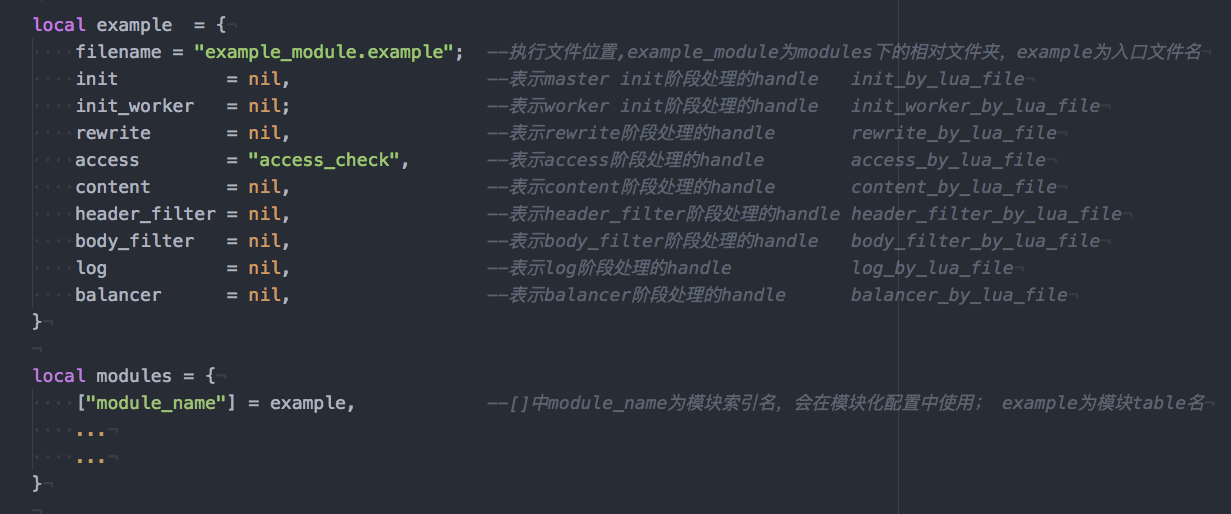 local example  = {
    filename = "example_module.example";  --执行文件位置,example_module为modules下的相对文件夹，example为入口文件名
    init          = nil,                  --表示master init阶段处理的handle   init_by_lua_file
    init_worker   = nil;                  --表示worker init阶段处理的handle   init_worker_by_lua_file
    rewrite       = nil,                  --表示rewrite阶段处理的handle       rewrite_by_lua_file
    access        = "access_check",       --表示access阶段处理的handle        access_by_lua_file
    content       = nil,                  --表示content阶段处理的handle       content_by_lua_file
    header_filter = nil,                  --表示header_filter阶段处理的handle header_filter_by_lua_file
    body_filter   = nil,                  --表示body_filter阶段处理的handle   body_filter_by_lua_file
    log           = nil,                  --表示log阶段处理的handle           log_by_lua_file
    balancer      = nil,                  --表示balancer阶段处理的handle      balancer_by_lua_file
}
local modules = {
    ["module_name"] = example,            --[]中module_name为模块索引名，会在模块化配置中使用； example为模块table名
    ...
    ...
}